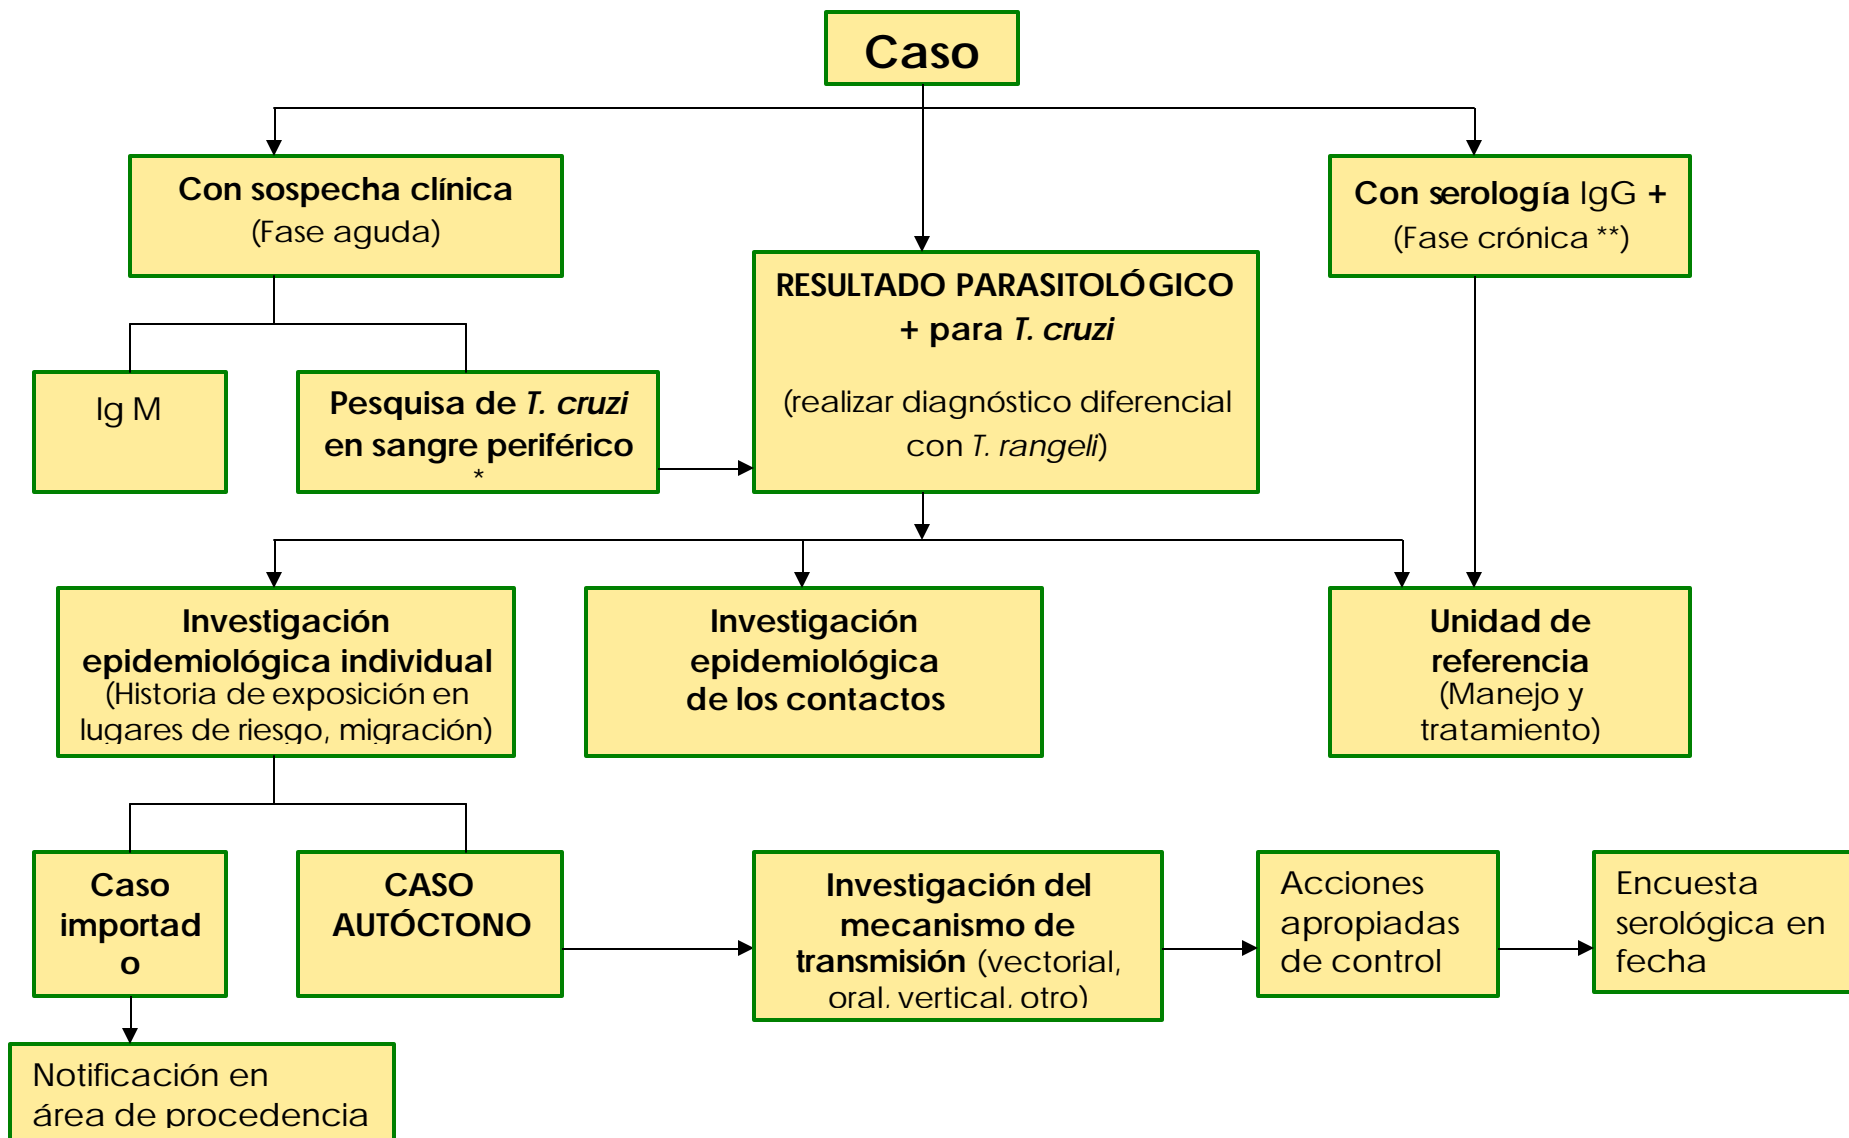 Caso
Con sospecha clínica
(Fase aguda)
Con serología IgG +
(Fase crónica **)
RESULTADO PARASITOLÓGICO
+ para T. cruzi
(realizar diagnóstico diferencial
con T. rangeli)
Ig M
Pesquisa de T. cruzi
en sangre periférico
*
Investigación
epidemiológica individual
(Historia de exposición en
lugares de riesgo, migración)
Investigación
epidemiológica
de los contactos
Unidad de
referencia
(Manejo y
tratamiento)
Caso
importad
o
CASO
AUTÓCTONO
Investigación del
mecanismo de
transmisión (vectorial,
oral, vertical, otro)
Acciones
apropiadas
de control
Encuesta
serológica en
fecha
Notificación en
área de procedencia